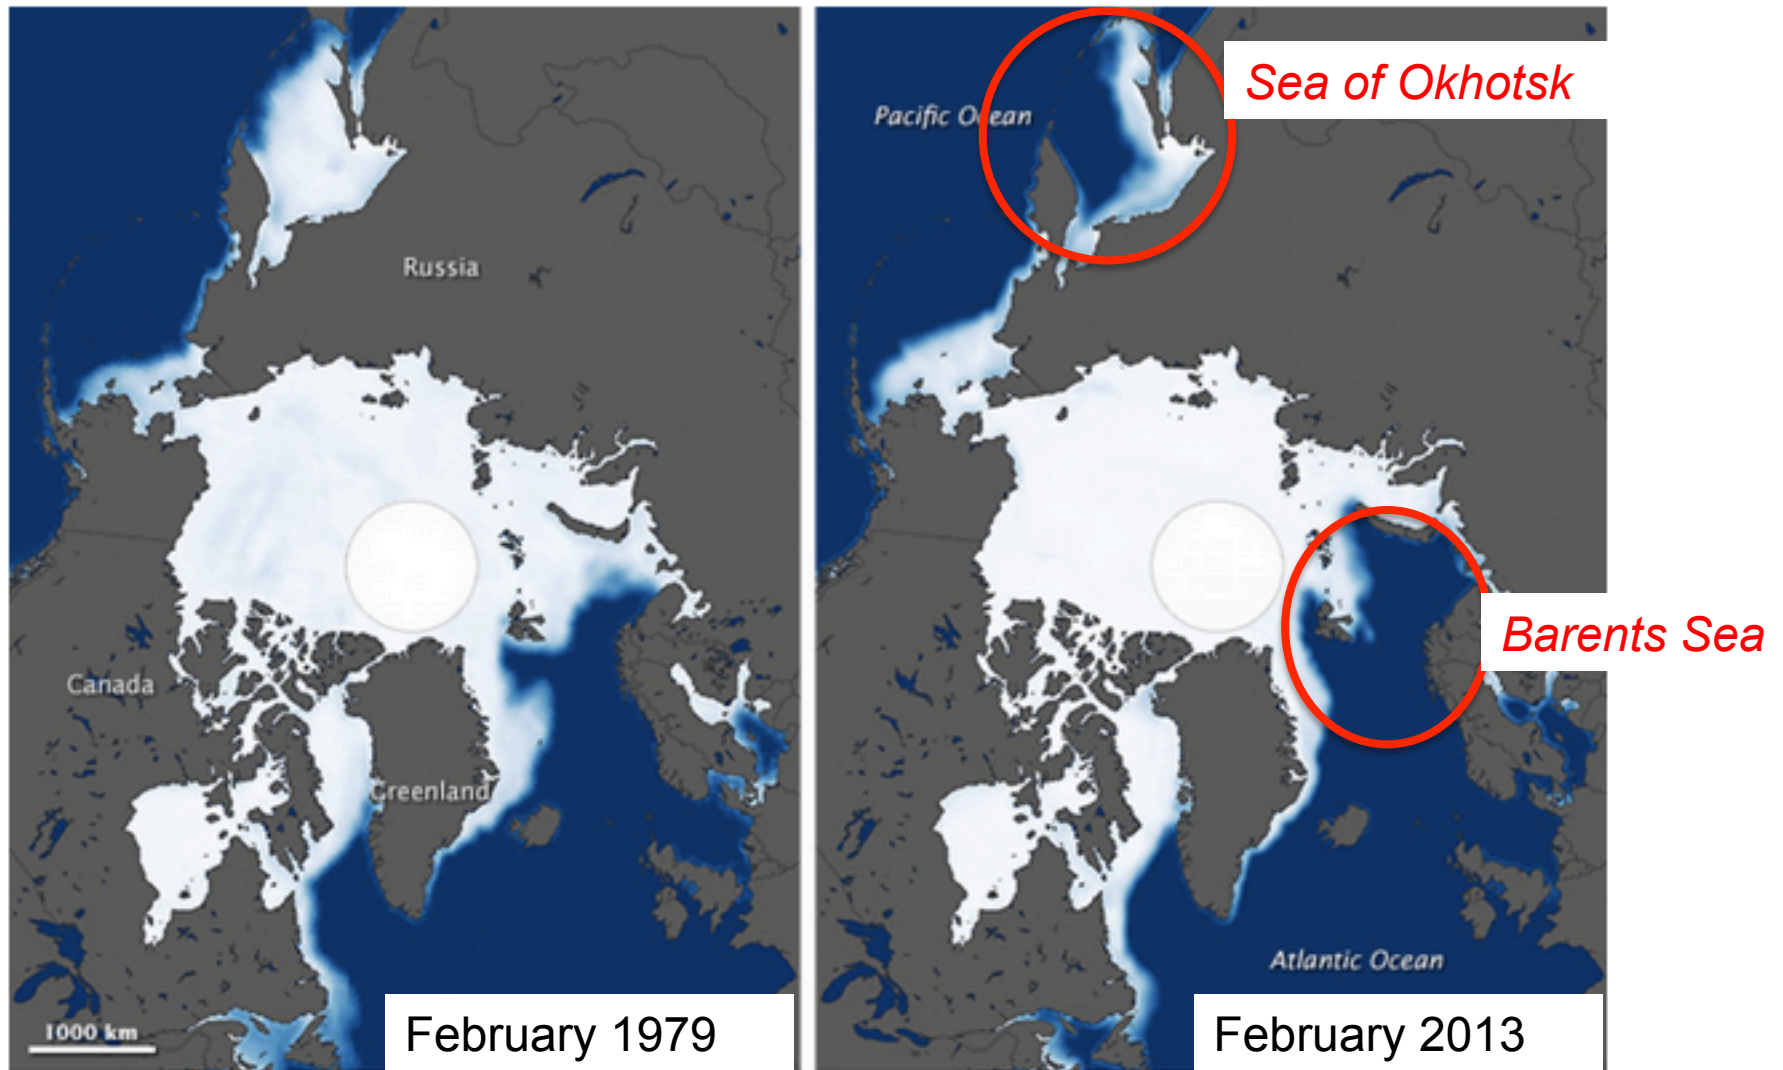 Russia
Canada
Greenland
1000 km
February 1979
Sea of Okhotsk
Pacific Ocean
Barents Sea
Atlantic Ocean
February 2013